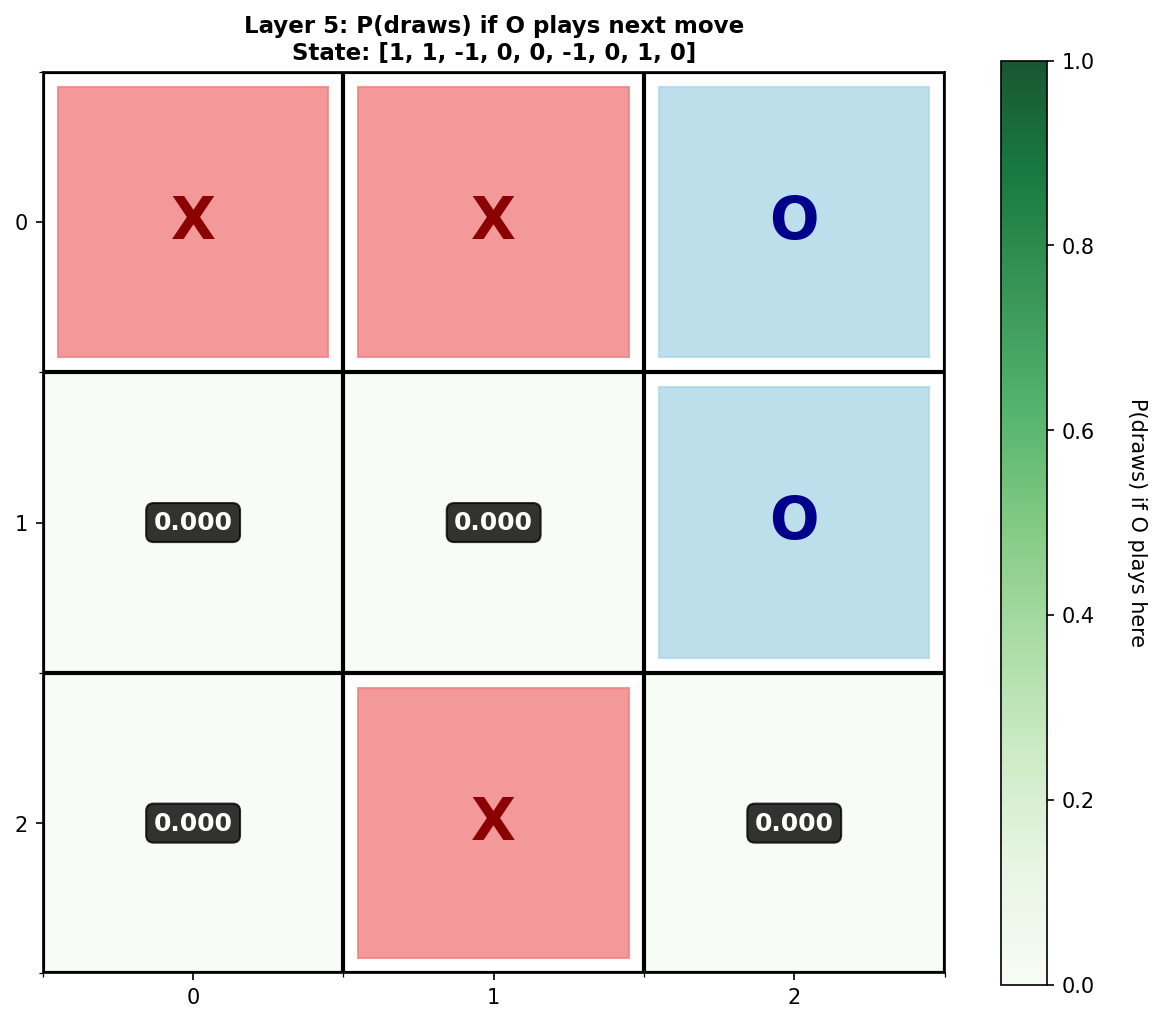 Layer 5: P(draws) if O plays next move
State: [1, 1, -1, 0, 0, -1, 0, 1, 0]
X X O
0.000 0.000 O
0.000 X 0.000
0
1
2
0 1 2
1.0
0.8
0.6
0.4
0.2
0.0
P(draws) if O plays here